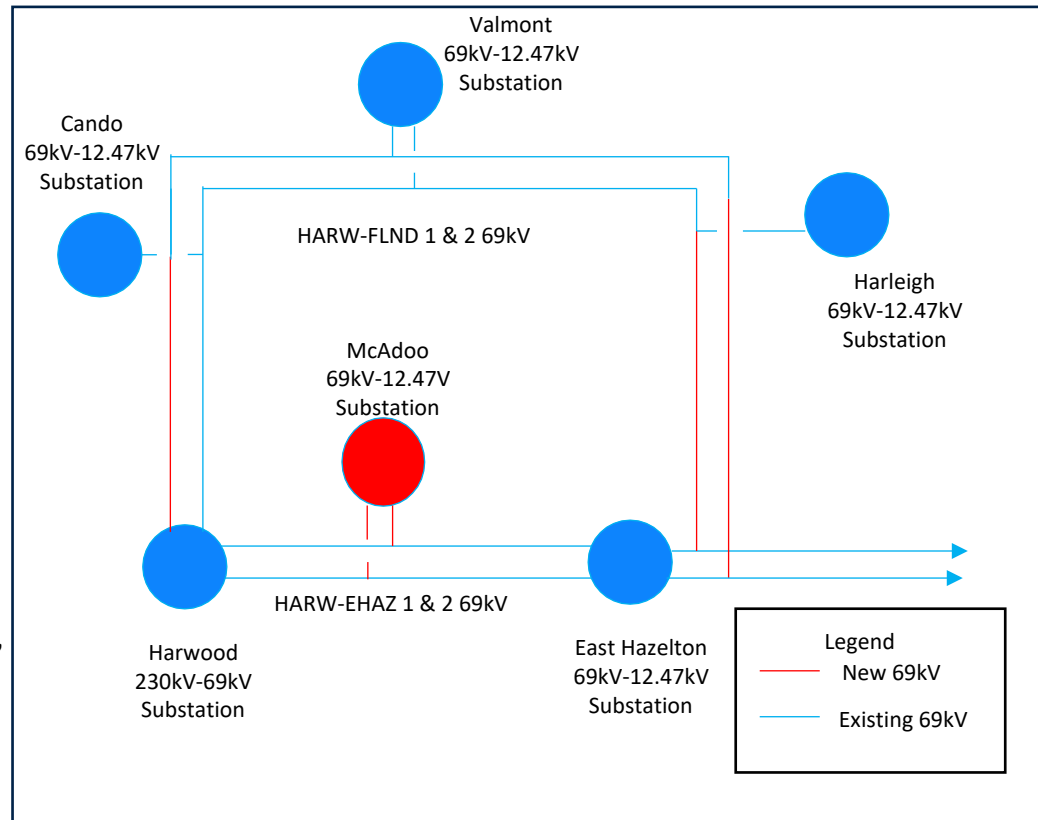 Valmont
69kV-12.47kV
Substation
Cando
69kV-12.47kV
Substation
HARW-FLND 1 & 2 69kV
Harleigh
69kV-12.47kV
Substation
McAdoo
69kV-12.47V
Substation
HARW-EHAZ 1 & 2 69kV
Harwood
230kV-69kV
Substation
East Hazelton
69kV-12.47kV
Substation
Legend
New 69kV
Existing 69kV
,